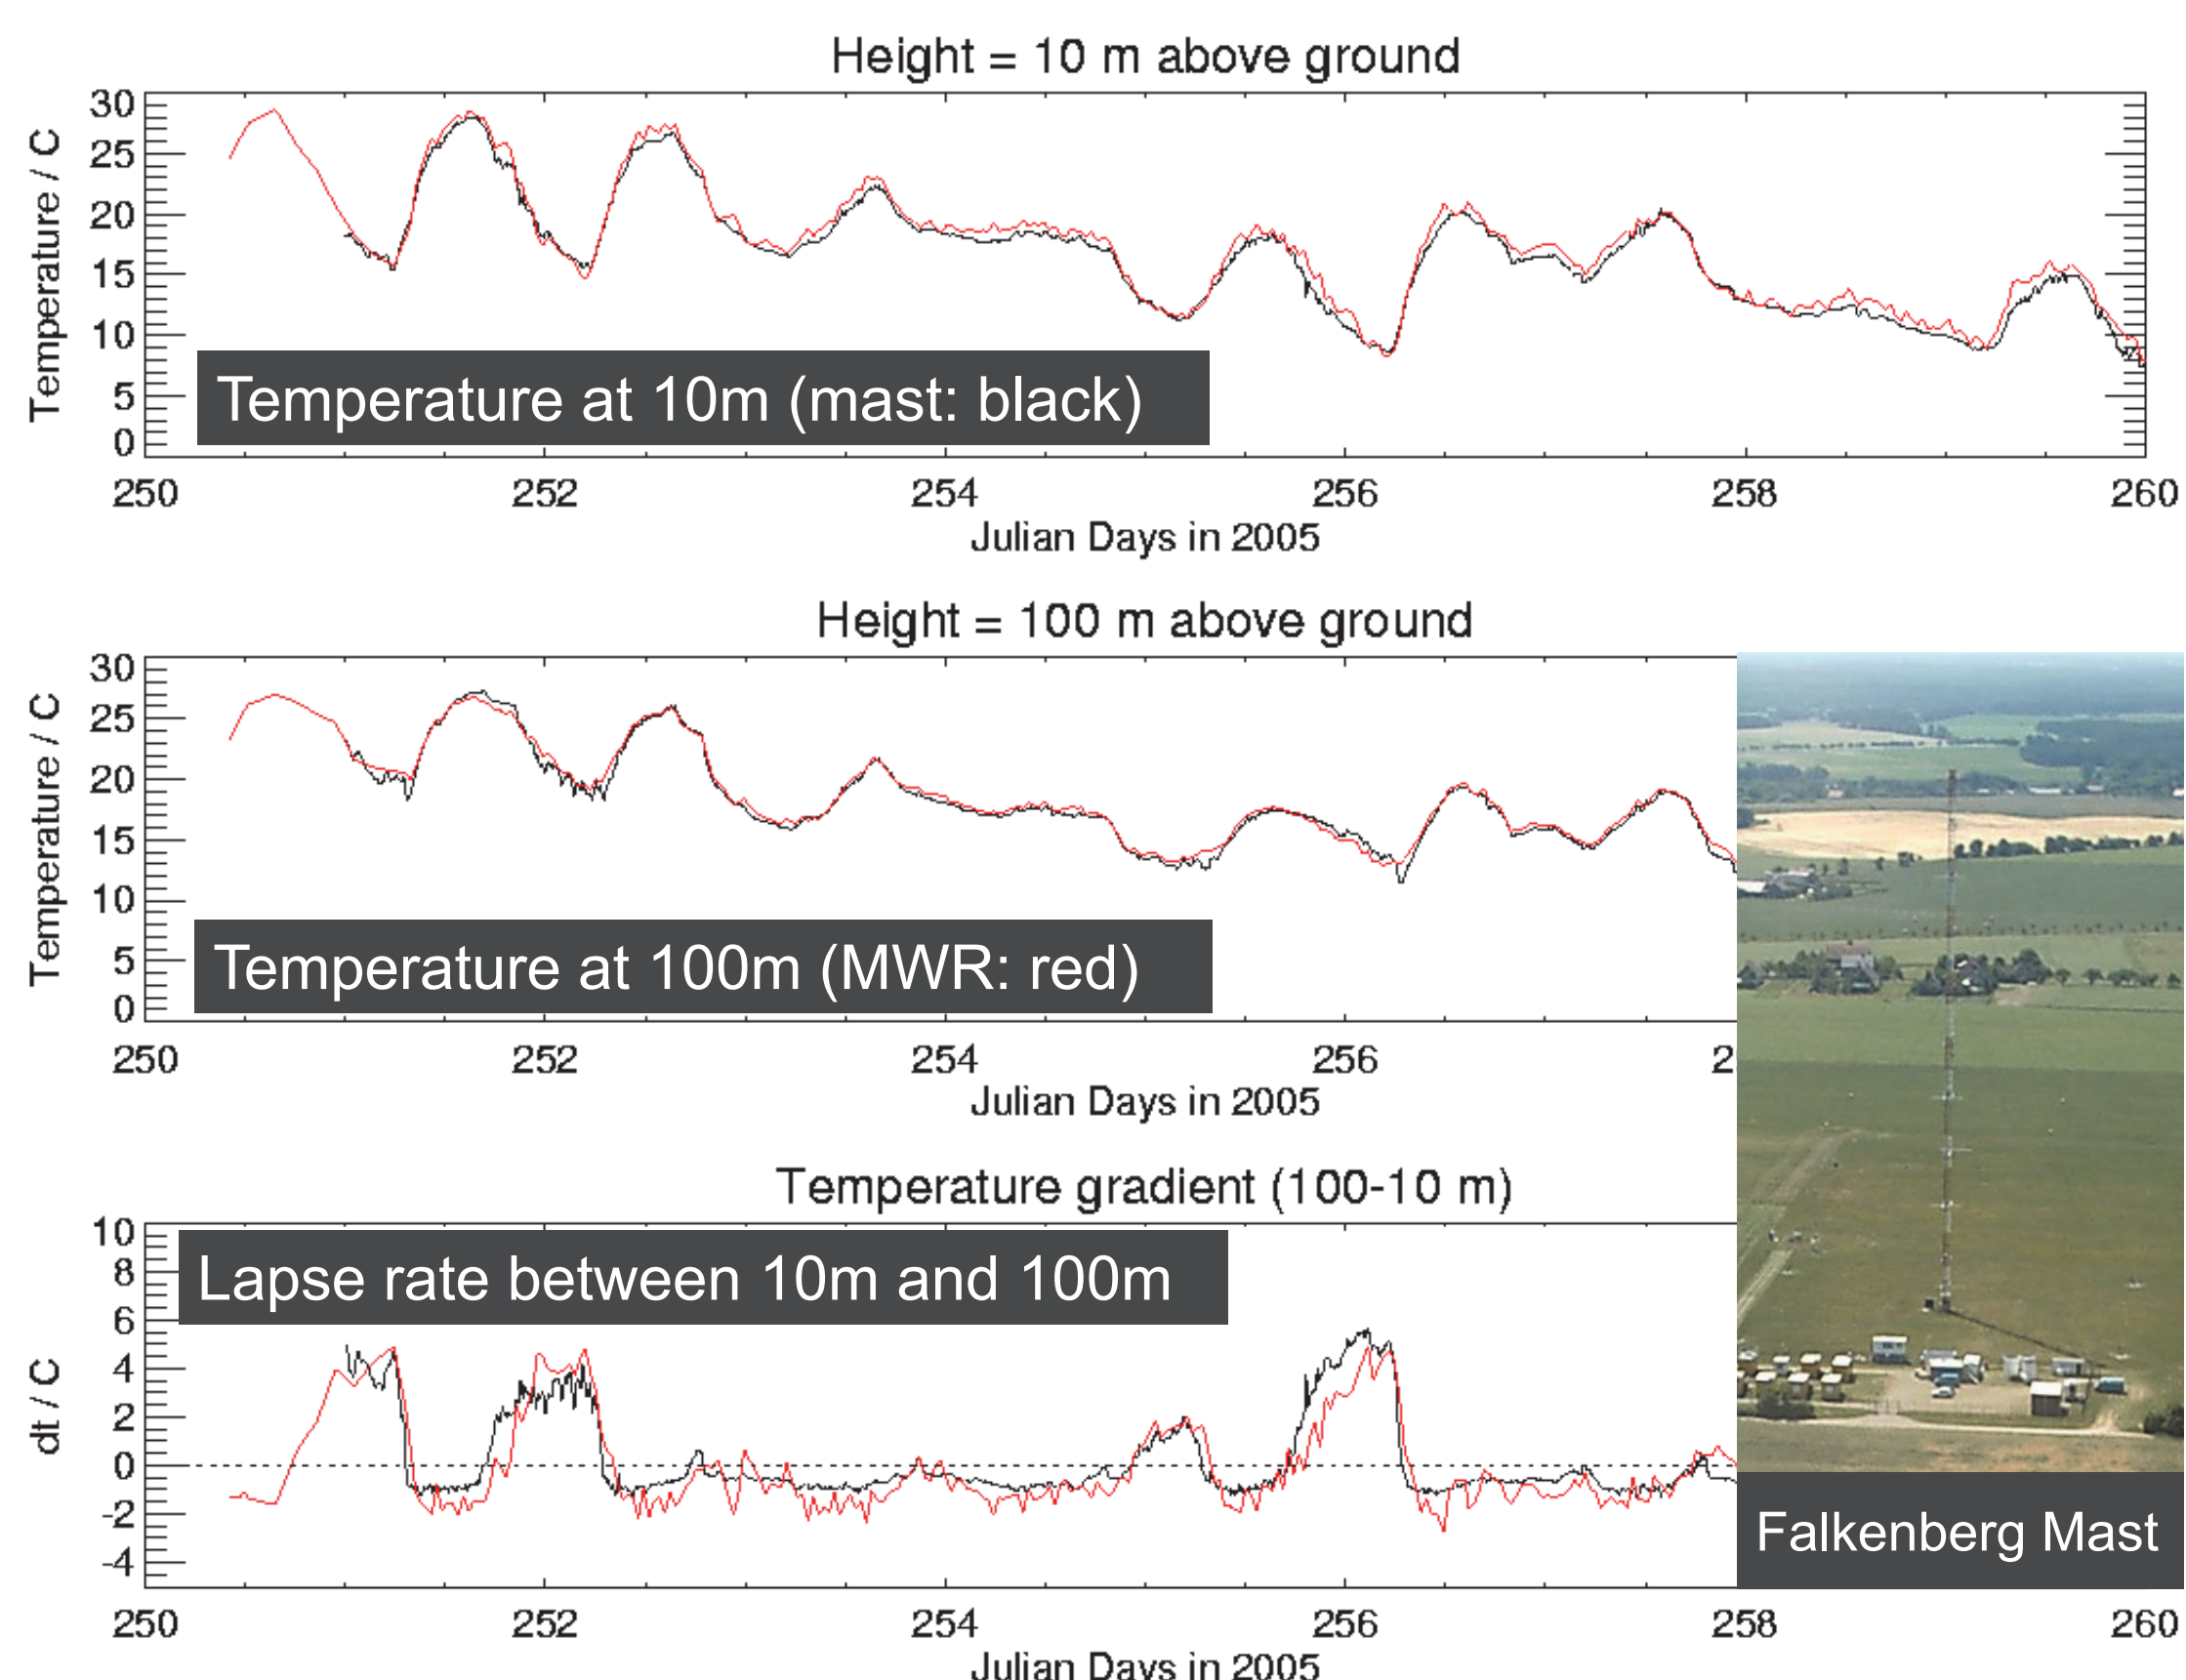 Height = 10 m above ground
30
25
20
15
10
5
0
Temperature / C
Temperature at 10m (mast: black)
250 252 254 256 258 260
Julian Days in 2005
Height = 100 m above ground
30
25
20
15
10
5
0
Temperature / C
Temperature at 100m (MWR: red)
250 252 254 256 2
Julian Days in 2005
Temperature gradient (100-10 m)
10
8
6
4
2
0
-2
-4
dt / C
Lapse rate between 10m and 100m
Falkenberg Mast
250 252 254 256 258 260
Julian Days in 2005